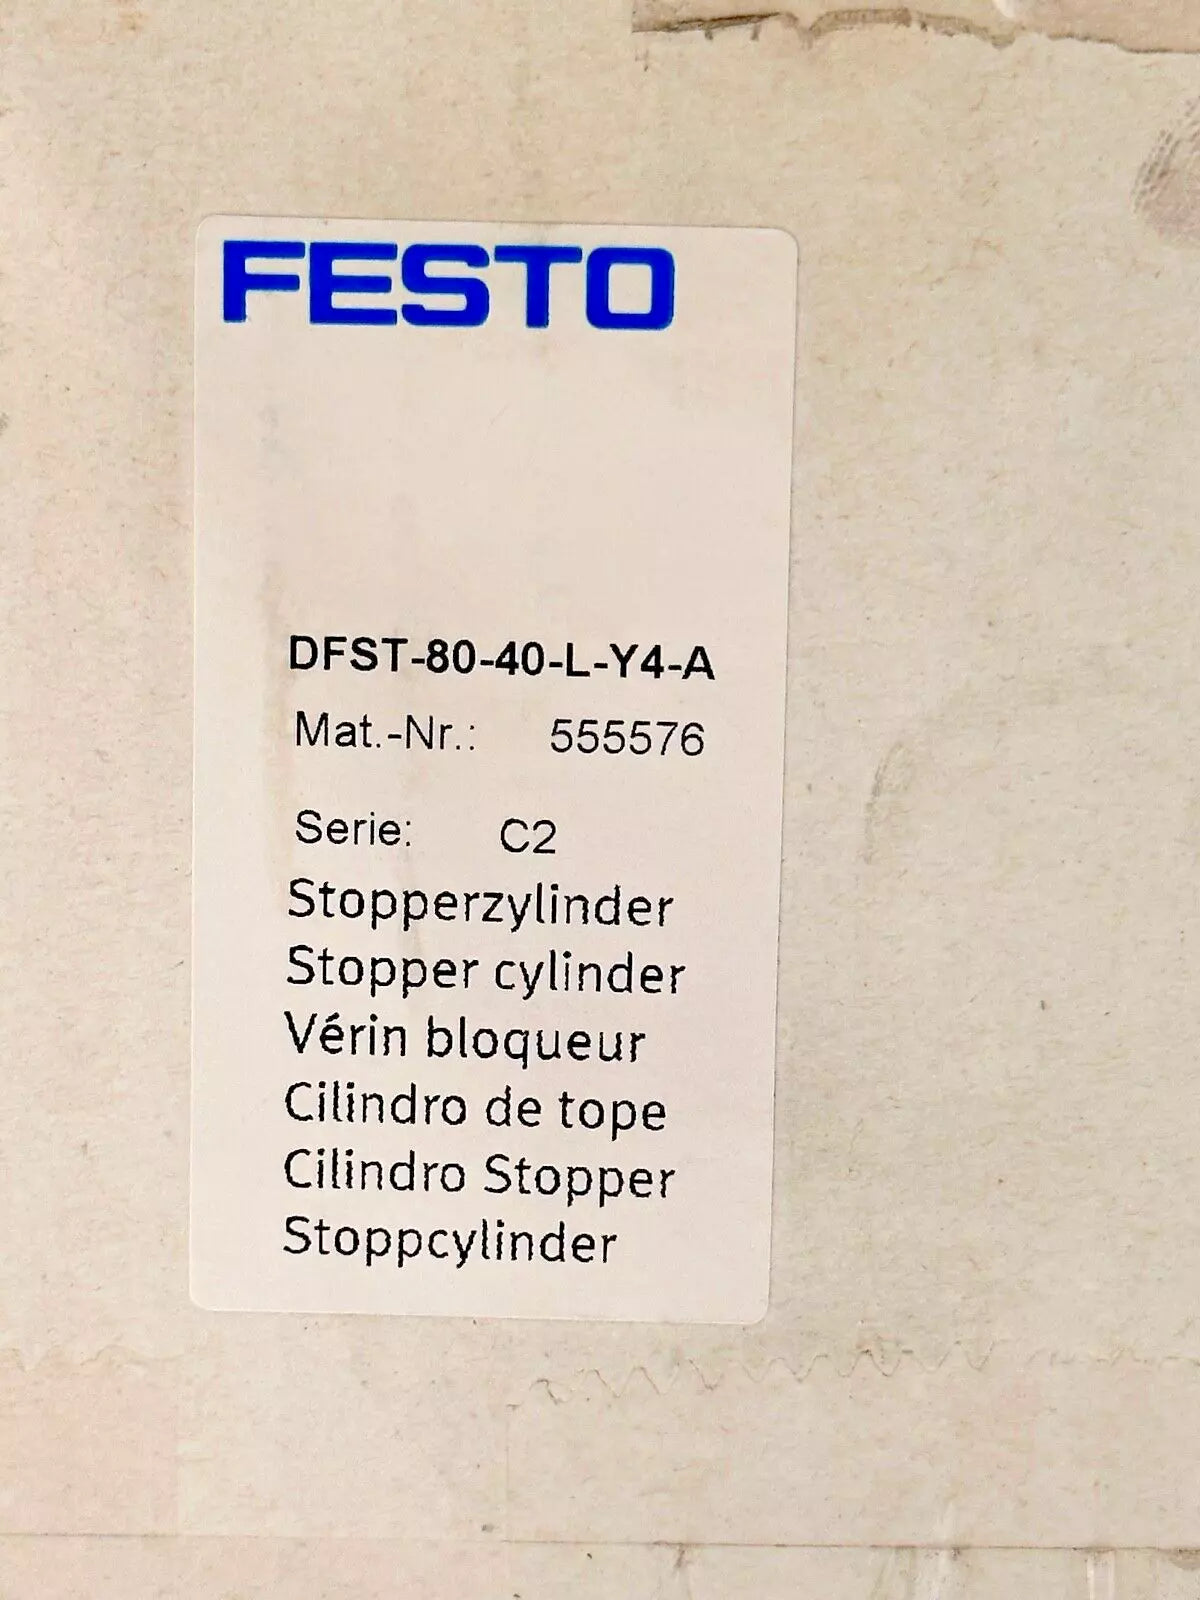 FESTO
DFST-80-40-L-Y4-A
Mat.-Nr.: 555576
Serie: C2
Stopperzylinder
Stopper cylinder
Vérin bloqueur
Cilindro de tope
Cilindro Stopper
Stoppcylinder